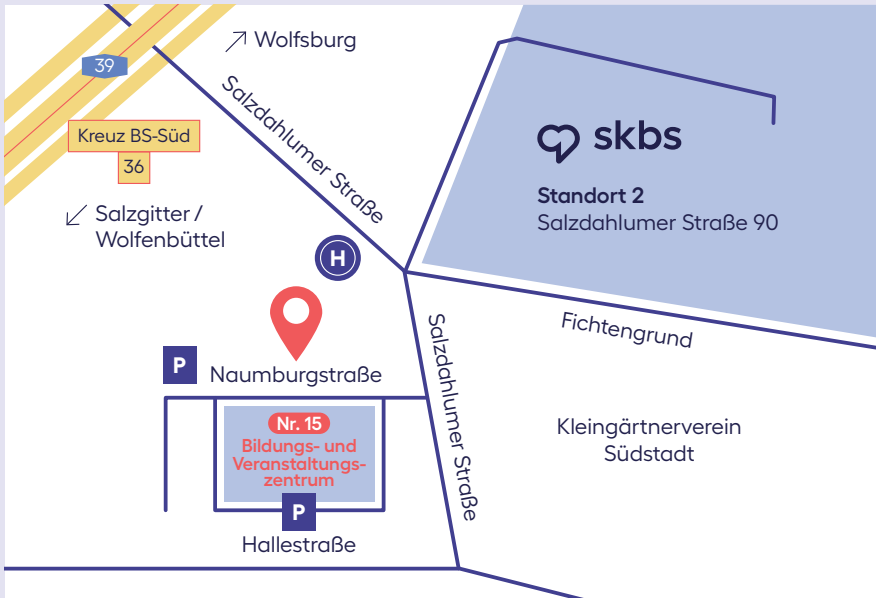 Wolfsburg
39
Kreuz BS-Süd
36
Salzdahlumer Straße
skbs
Standort 2
Salzdahlumer Straße 90
Salzgitter /
Wolfenbüttel
H
Fichtengrund
Salzdahlumer Straße
P
Naumburgstraße
Nr. 15
Bildungs- und
Veranstaltungs-
zentrum
P
Hallestraße
Kleingärtnerverein
Südstadt